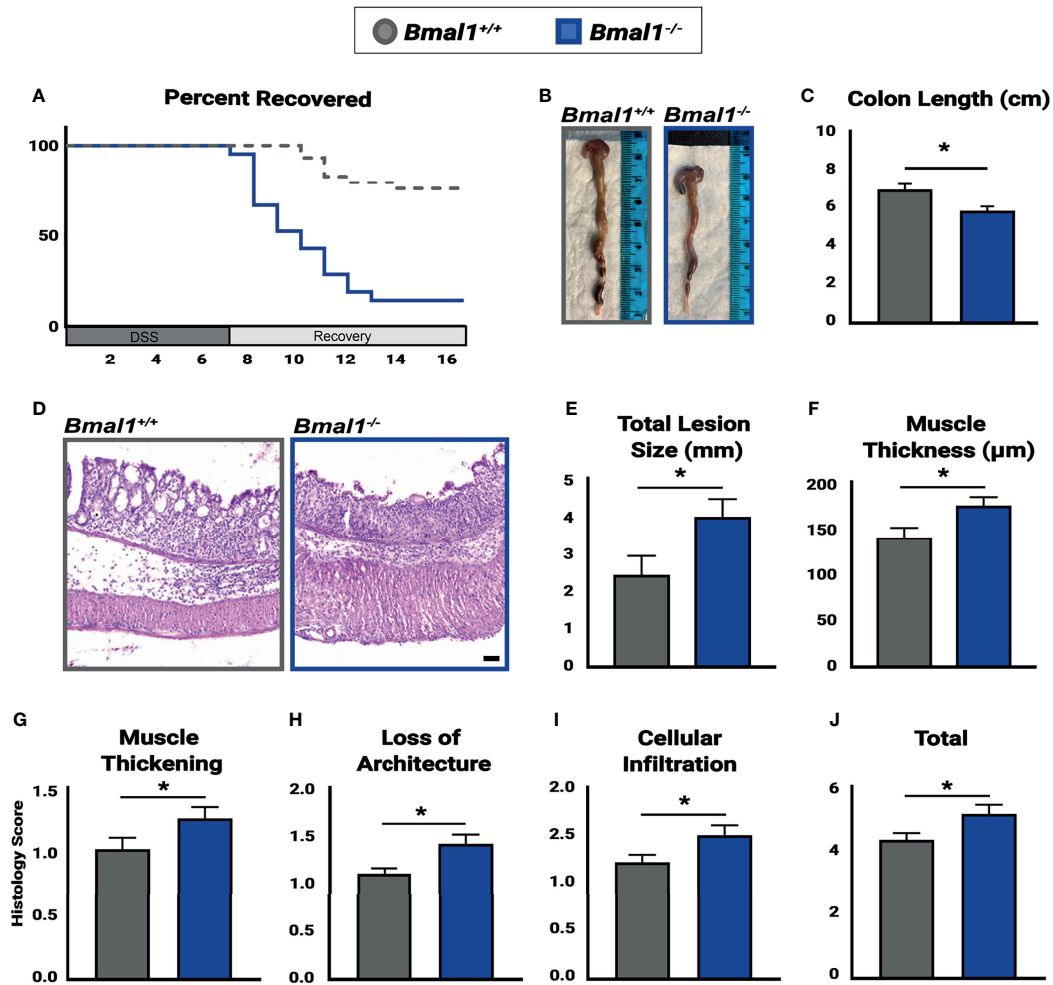 Bmal1+/+ Bmal1-/-
A
Percent Recovered
100
50
0
DSS Recovery
2 4 6 8 10 12 14 16
B
Bmal1+/+ Bmal1-/-
C Colon Length (cm)
10
8
6
4
2
0
*
D
Bmal1+/+ Bmal1-/-
E
Total Lesion
Size (mm)
5
4
3
2
1
0
*
F
Muscle
Thickness (µm)
200
150
100
50
0
*
G
Muscle
Thickening
Histology Score
1.5
1.0
0.5
0.0
*
H
Loss of
Architecture
2.0
1.5
1.0
0.5
0.0
*
I
Cellular
Infiltration
2.0
2.5
1.0
0.5
0.0
*
J
Total
6
4
2
0
*